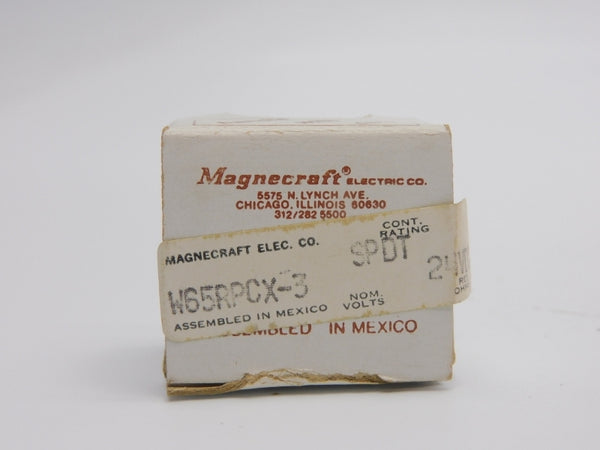 Magnecraft® ELECTRIC CO.
5575 N. LYNCH AVE.
CHICAGO, ILLINOIS 60630
312/282 5500
MAGNECRAFT ELEC. CO.
CONT.
RATING
SPDT
W65RPCX-3
NOM.
VOLTS
ASSEMBLED IN MEXICO
IN MEXICO